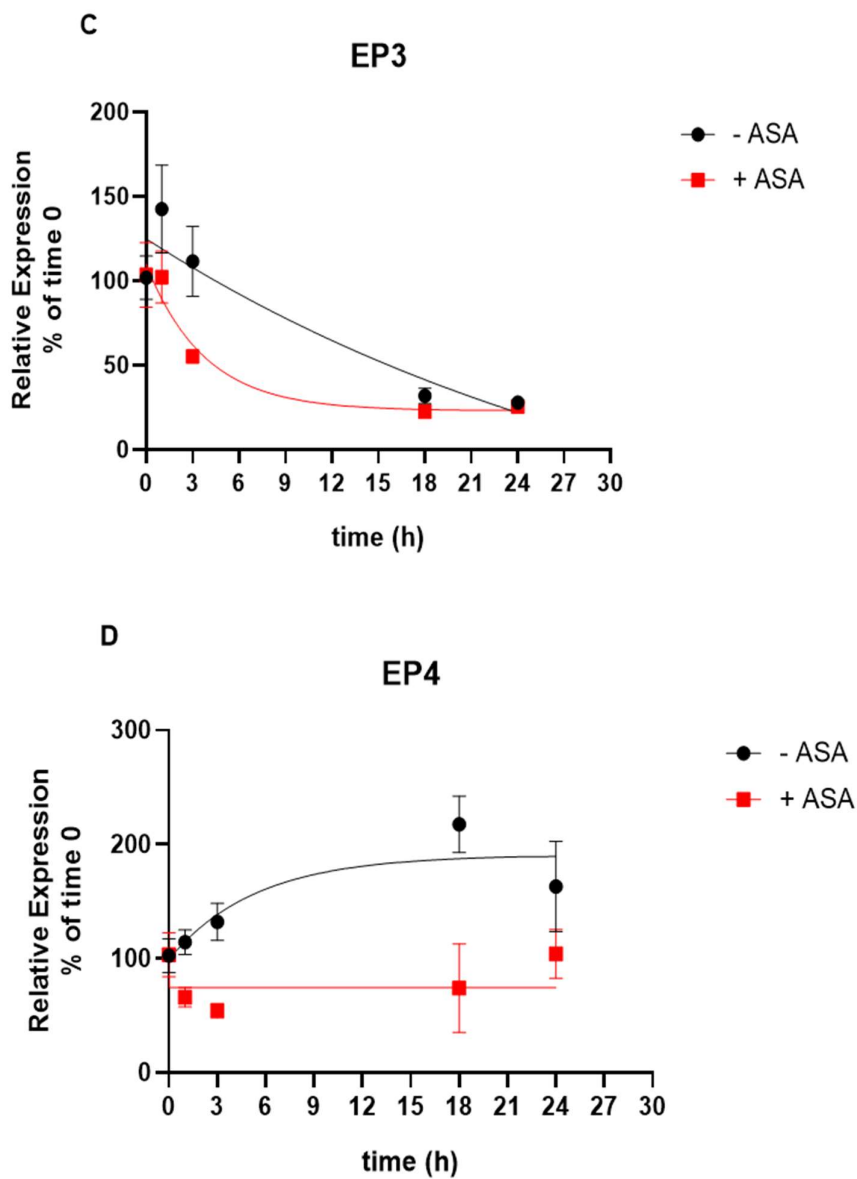 C
EP3
Relative Expression
% of time 0
200
150
100
50
0
0 3 6 9 12 15 18 21 24 27 30
time (h)
- ASA
+ ASA
D
EP4
Relative Expression
% of time 0
300
200
100
0
0 3 6 9 12 15 18 21 24 27 30
time (h)
- ASA
+ ASA